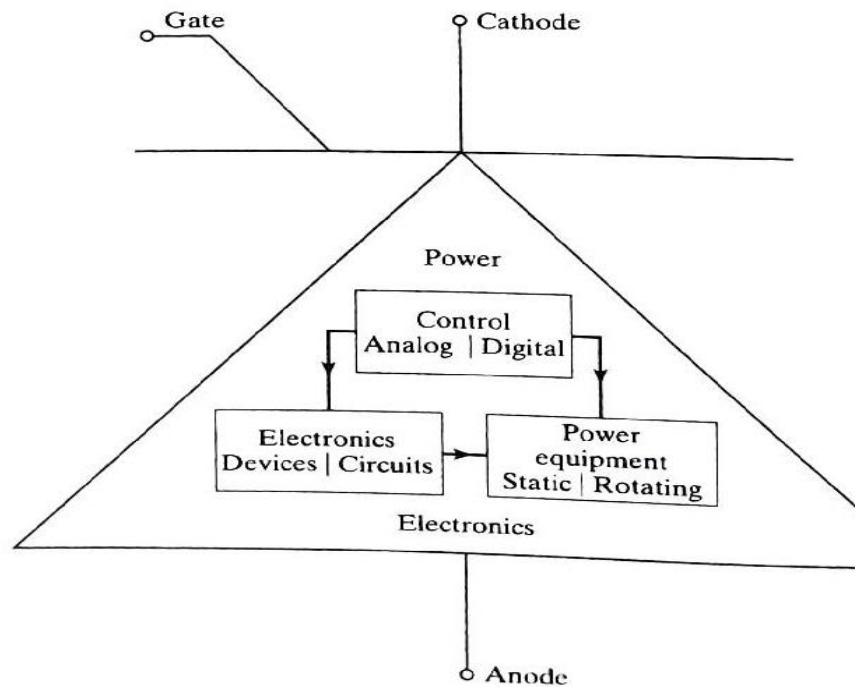 Gate
Cathode
Power
Control
Analog | Digital
Electronics
Devices | Circuits
Power
equipment
Static | Rotating
Electronics
Anode